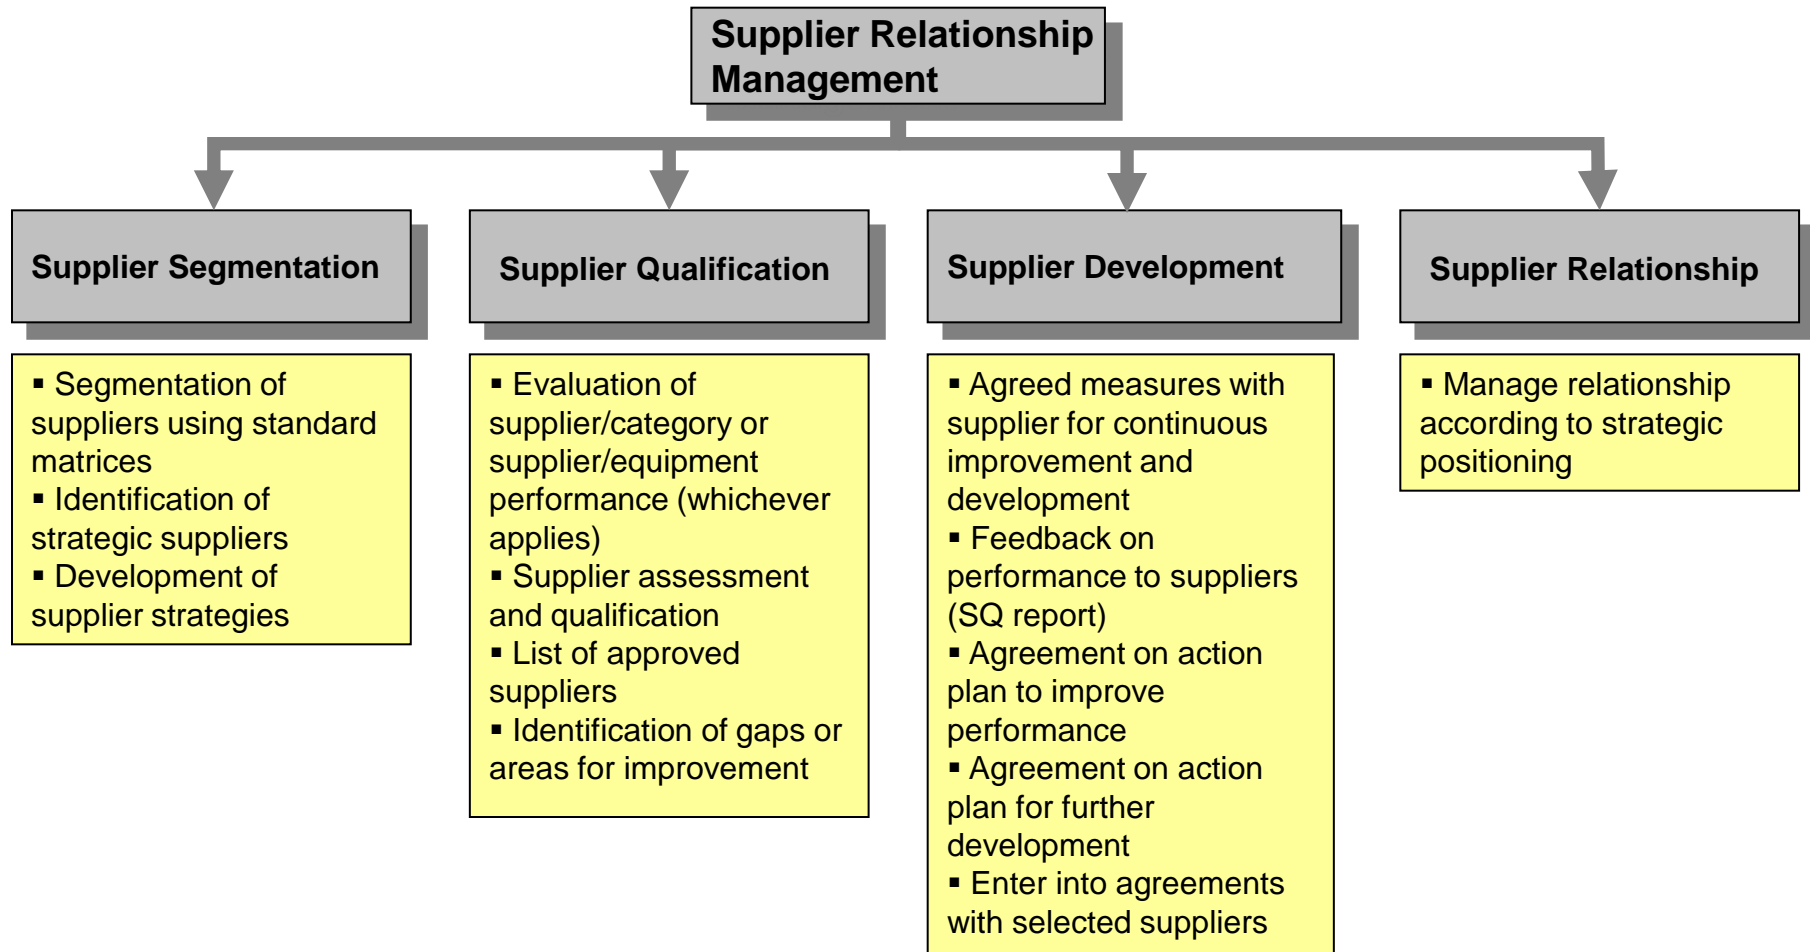 Supplier Relationship
Management
Supplier Segmentation
▪ Segmentation of
suppliers using standard
matrices
▪ Identification of
strategic suppliers
▪ Development of
supplier strategies
Supplier Qualification
▪ Evaluation of
supplier/category or
supplier/equipment
performance (whichever
applies)
▪ Supplier assessment
and qualification
▪ List of approved
suppliers
▪ Identification of gaps or
areas for improvement
Supplier Development
▪ Agreed measures with
supplier for continuous
improvement and
development
▪ Feedback on
performance to suppliers
(SQ report)
▪ Agreement on action
plan to improve
performance
▪ Agreement on action
plan for further
development
▪ Enter into agreements
with selected suppliers
Supplier Relationship
▪ Manage relationship
according to strategic
positioning